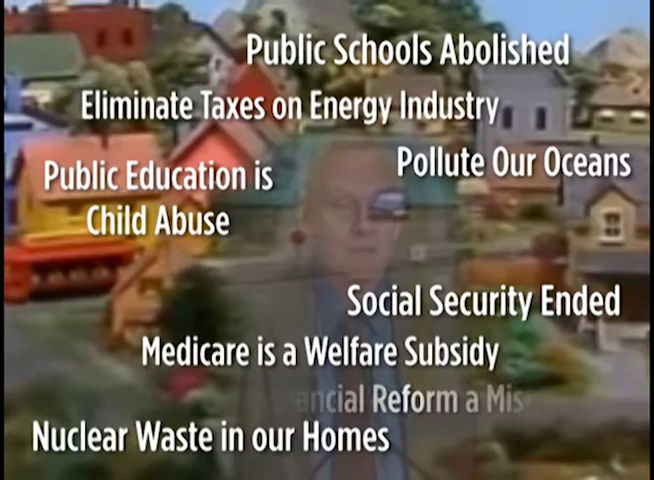 Public Schools Abolished
Eliminate Taxes on Energy Industry
Pollute Our Oceans
Public Education is
Child Abuse
Social Security Ended
Medicare is a Welfare Subsidy
Reform a
Nuclear Waste in our Homes